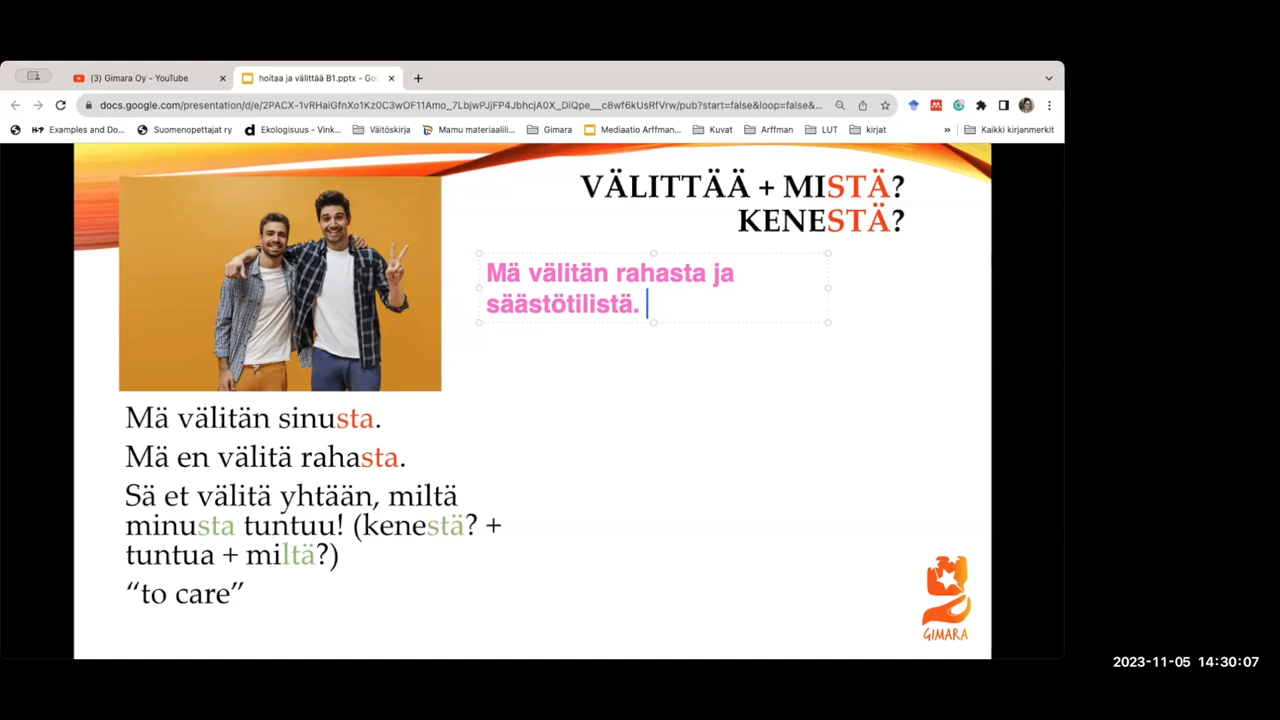 (3) Gimara Oy - YouTube
hoitaa ja välittää B1.pptx - Goo
docs.google.com/presentation/d/e/2PACX-1vRHaiGfnXo1Kz0C3wOF11Amo_7LbjwPJjFP4JbhcjA0X_DiQpe__c8wf6kUsRfVrw/pub?start=false&loop=false&...
Examples and Do...
Suomenopettajat ry
Ekologisuus - Vink...
Väitöskirja
Mamu materiaalili...
Gimara
Mediaatio Arffman...
Kuvat
Arffman
LUT
kirjat
»
Kaikki kirjanmerkit
VÄLITTÄÄ + MISTÄ?
KENESTÄ?
Mä välitän rahasta ja
säästötilistä.
Mä välitän sinusta.
Mä en välitä rahasta.
Sä et välitä yhtään, miltä
minusta tuntuu! (kenestä? +
tuntua + miltä?)
“to care”
GIMARA
2023-11-05 14:30:07